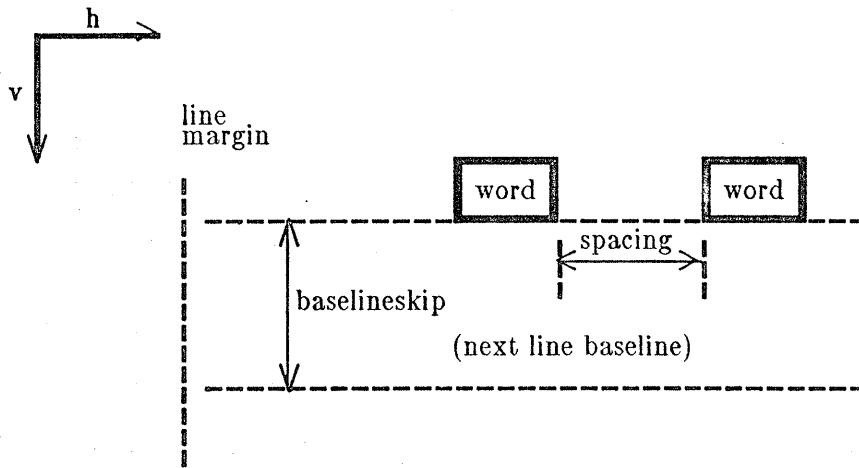 h
v
line
margin
word
word
spacing
baselineskip
(next line baseline)